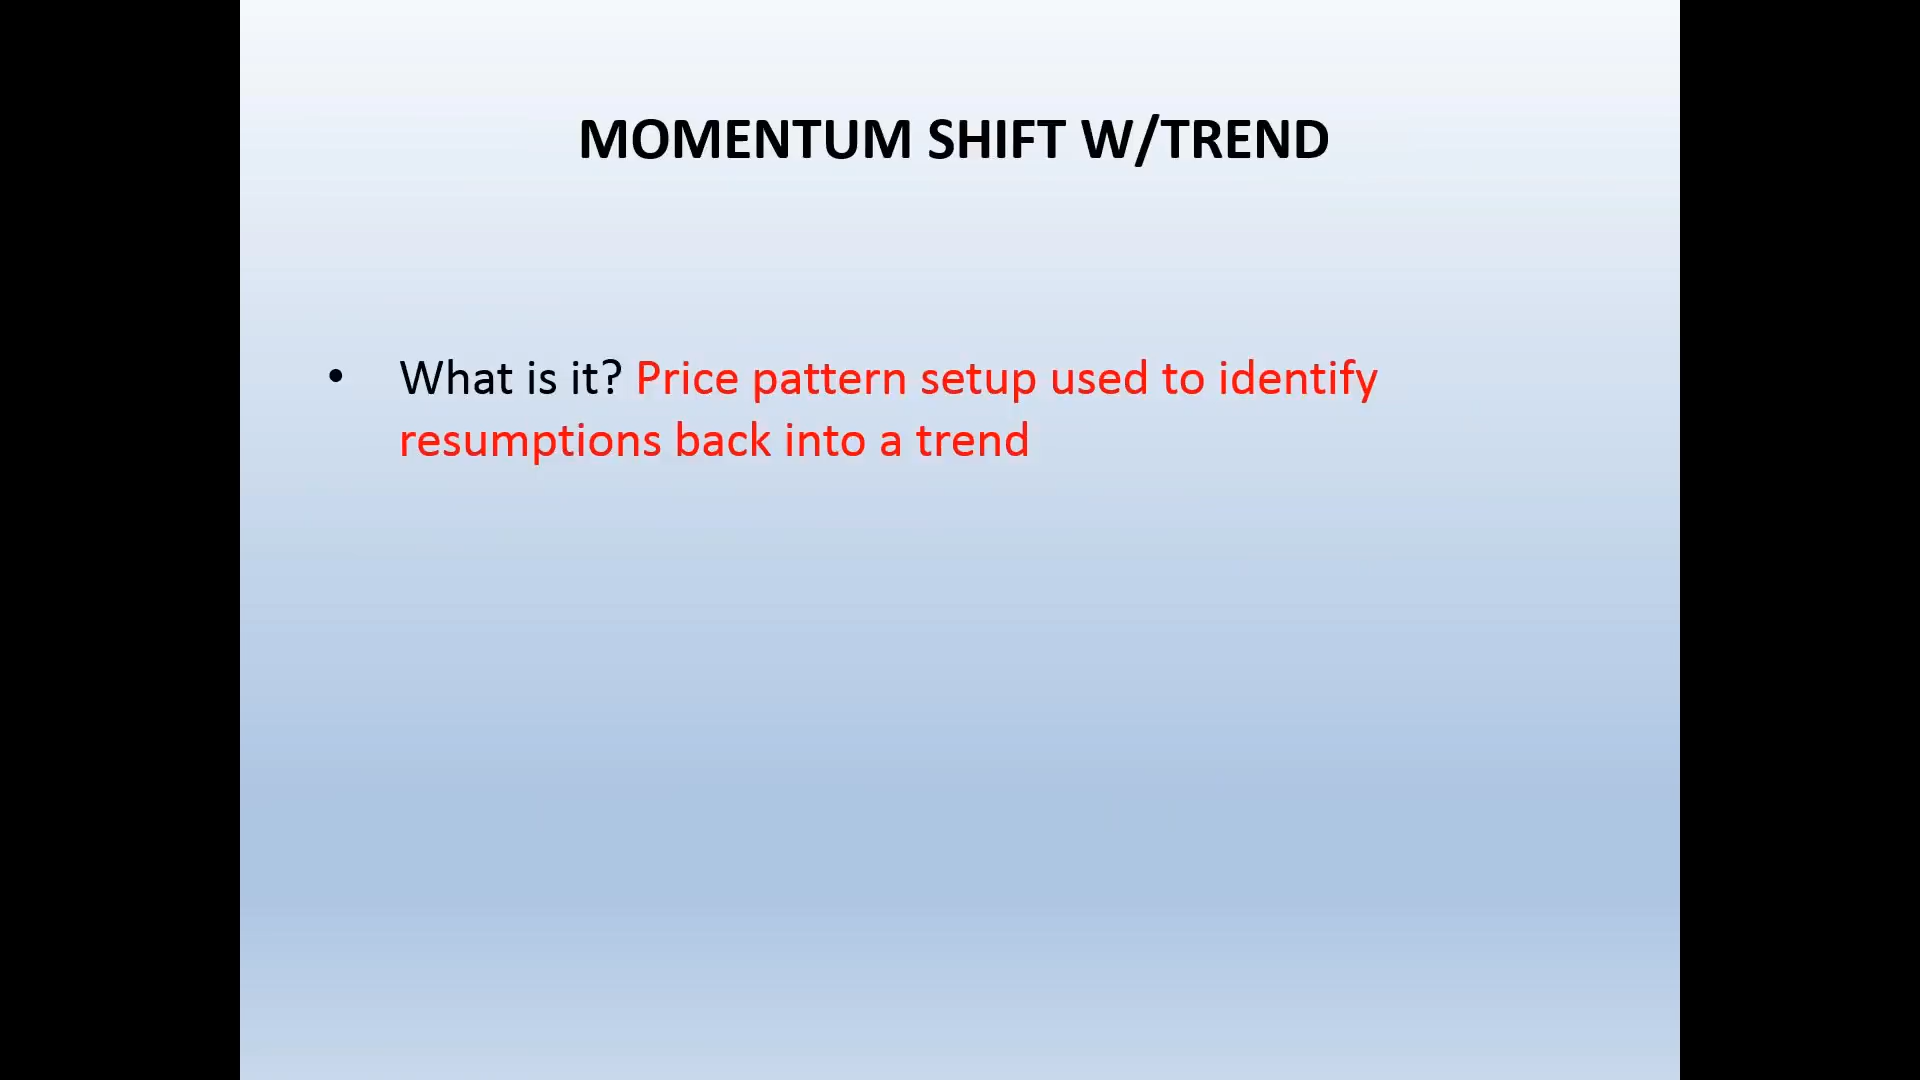 MOMENTUM SHIFT W/TREND
• What is it? Price pattern setup used to identify
resumptions back into a trend